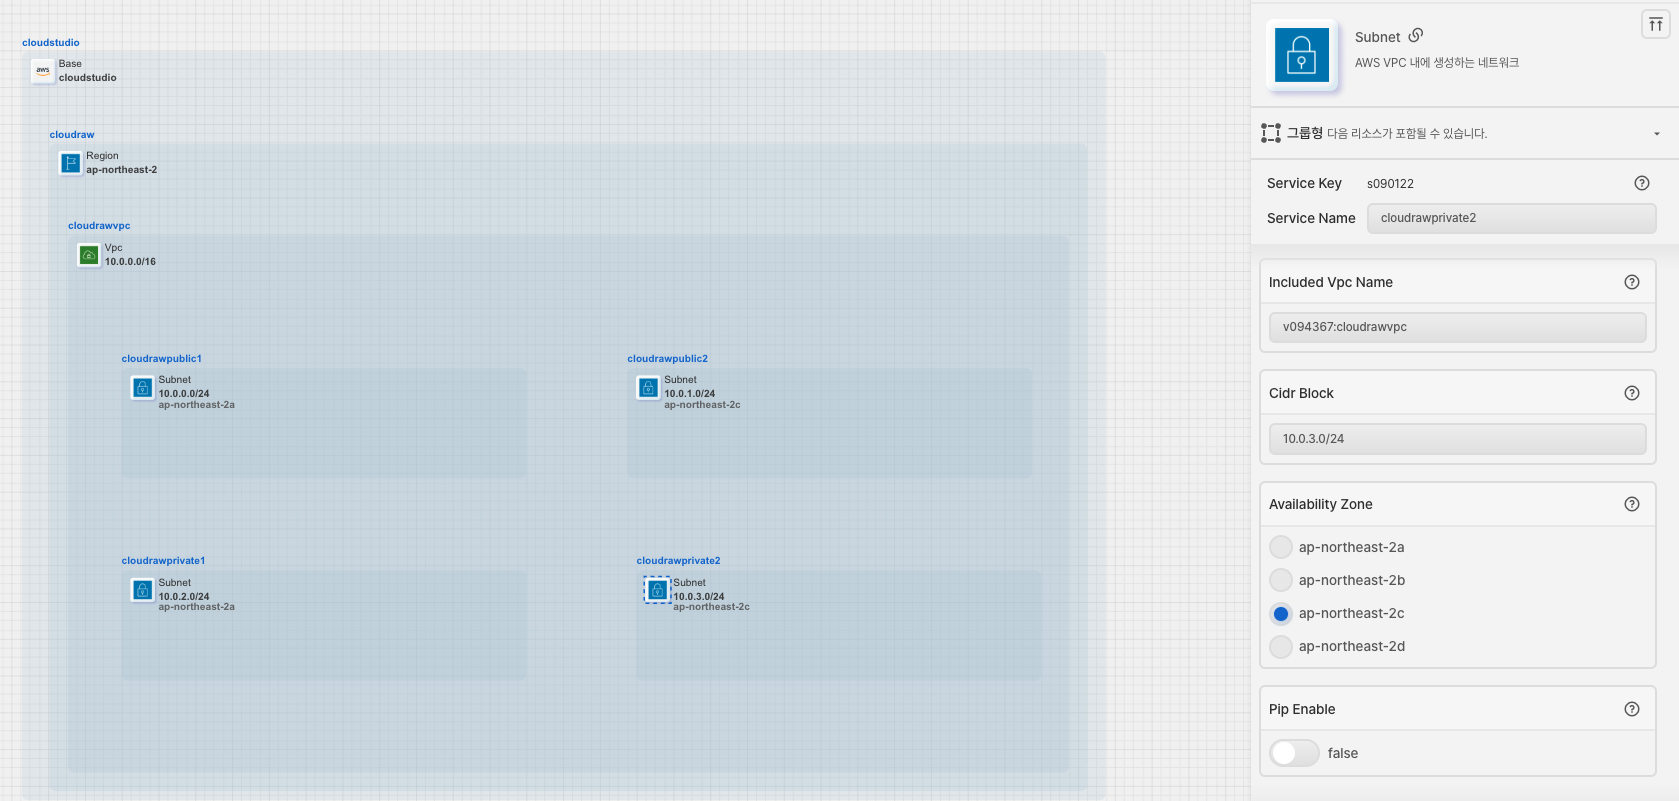 cloudstudio
aws
Base
cloudstudio
cloudraw
Region
ap-northeast-2
cloudrawvpc
Vpc
10.0.0.0/16
cloudrawpublic1
Subnet
10.0.0.0/24
ap-northeast-2a
cloudrawpublic2
Subnet
10.0.1.0/24
ap-northeast-2c
cloudrawprivate1
Subnet
10.0.2.0/24
ap-northeast-2a
cloudrawprivate2
Subnet
10.0.3.0/24
ap-northeast-2c
Subnet
AWS VPC 내에 생성하는 네트워크
그룹형 다음 리소스가 포함될 수 있습니다.
Service Key s090122
Service Name cloudrawprivate2
Included Vpc Name
v094367:cloudrawvpc
Cidr Block
10.0.3.0/24
Availability Zone
ap-northeast-2a
ap-northeast-2b
ap-northeast-2c
ap-northeast-2d
Pip Enable
false